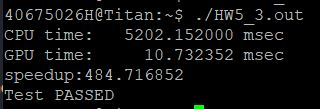 40675026H@Titan:~$ ./HW5_3.out
CPU time:    5202.152000 msec
GPU time:      10.732352 msec
speedup:484.716852
Test PASSED